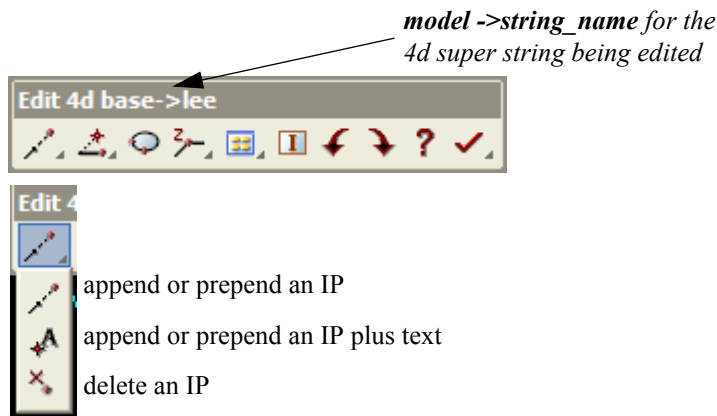 model ->string_name for the
4d super string being edited
Edit 4d base->lee
Z
I
?
Edit 4
append or prepend an IP
A
append or prepend an IP plus text
delete an IP